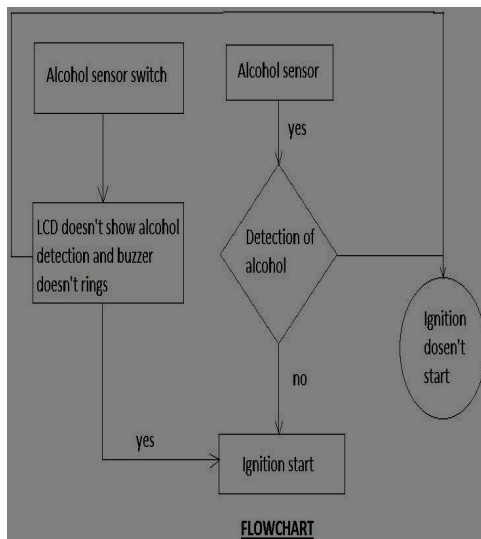 Alcohol sensor switch
Alcohol sensor
yes
LCD doesn't show alcohol
detection and buzzer
doesn't rings
Detection of
alcohol
Ignition
dosen't
start
no
yes
Ignition start
FLOWCHART